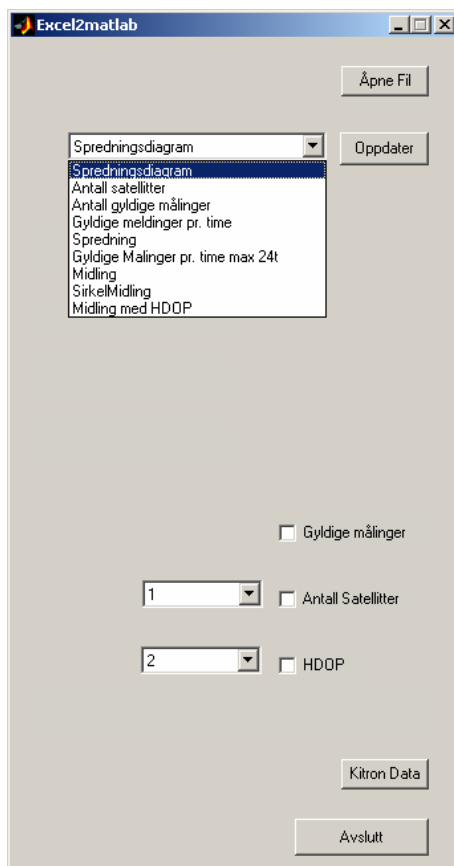 Excel2matlab
Åpne Fil
Spredningsdiagram
Oppdater
Spredningsdiagram
Antall satellitter
Antall gyldige målinger
Gyldige meldinger pr. time
Spredning
Gyldige Malinger pr. time max 24t
Midling
SirkelMidling
Midling med HDOP
Gyldige målinger
1
Antall Satellitter
2
HDOP
Kitron Data
Avslutt